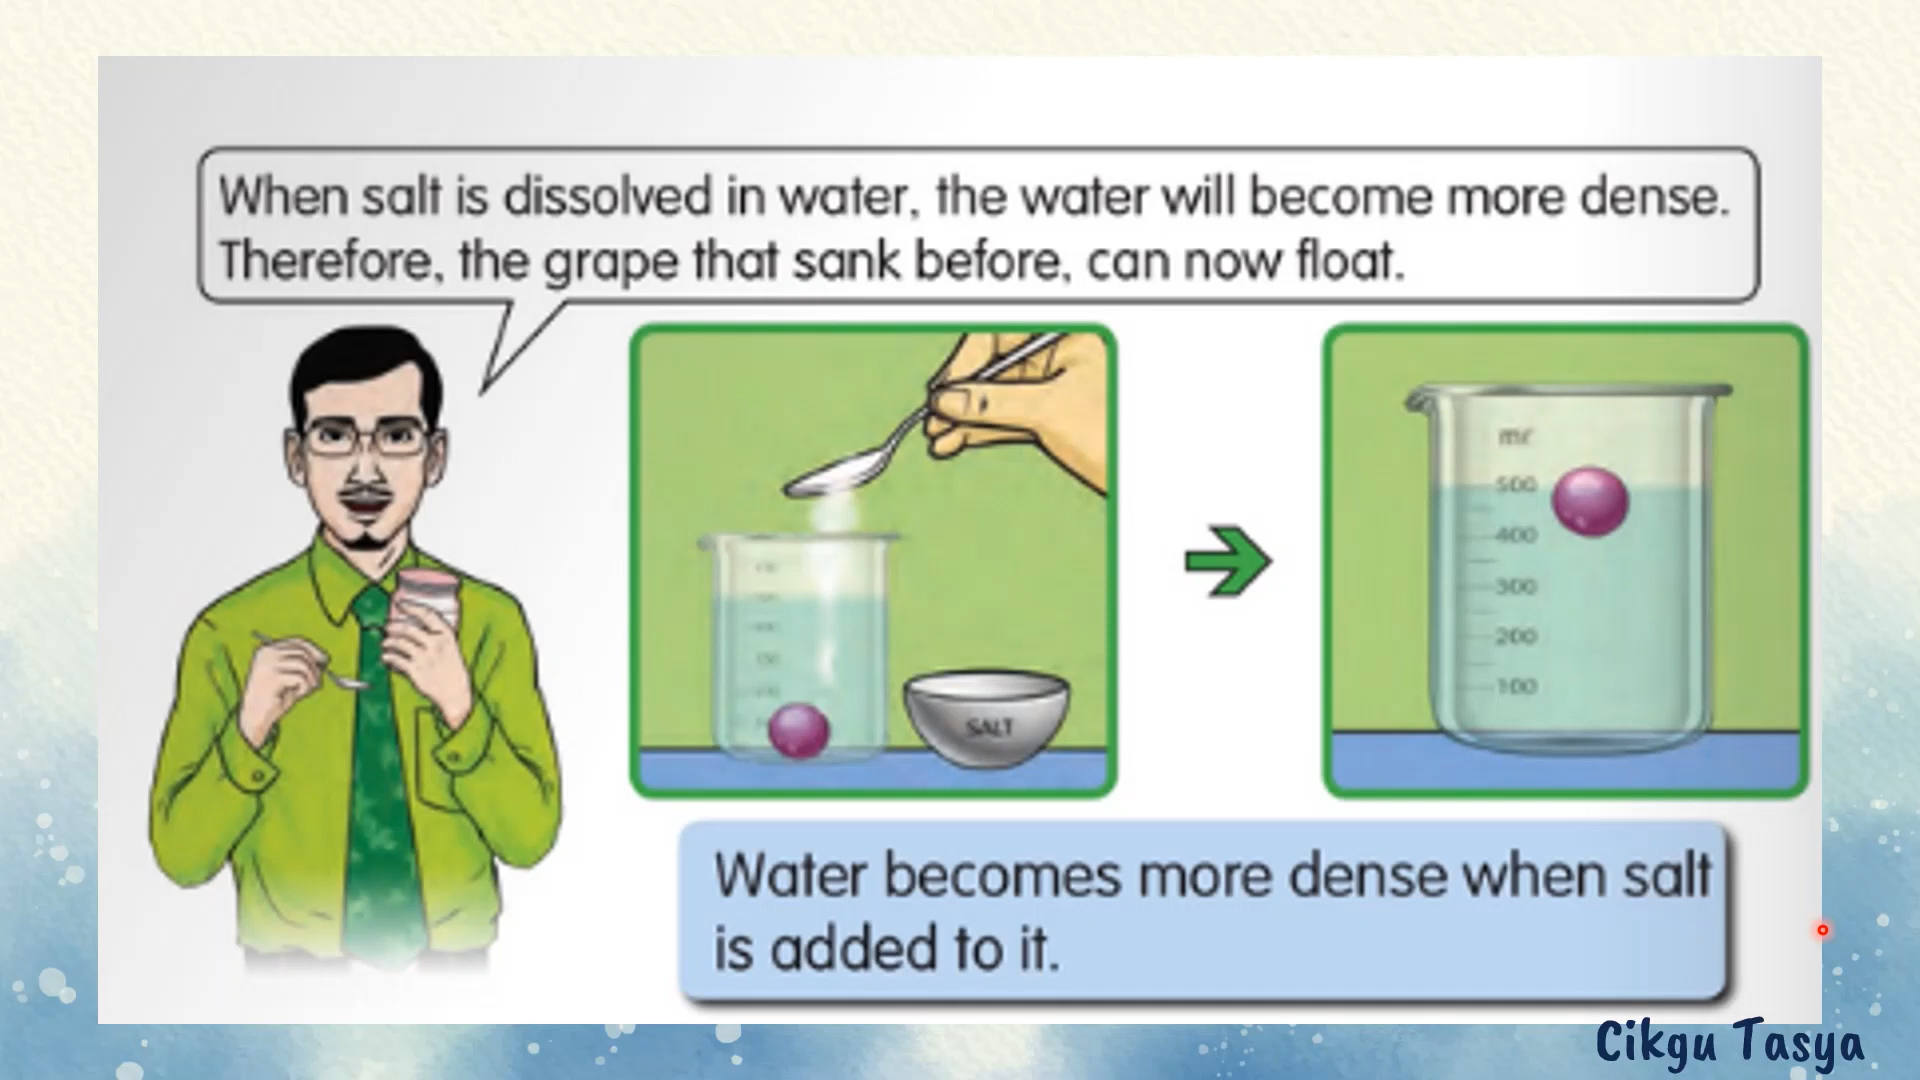 When salt is dissolved in water, the water will become more dense.
Therefore, the grape that sank before, can now float.
SALT
ml
500
400
300
200
100
Water becomes more dense when salt
is added to it.
Cikgu Tasya